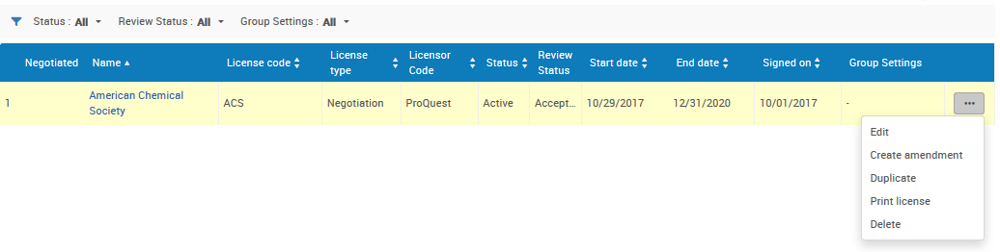 Status : All Review Status : All Group Settings : All
Negotiated Name License code License type Licensor Code Status Review Status Start date End date Signed on Group Settings
1 American Chemical Society ACS Negotiation ProQuest Active Accept... 10/29/2017 12/31/2020 10/01/2017 -
Edit
Create amendment
Duplicate
Print license
Delete